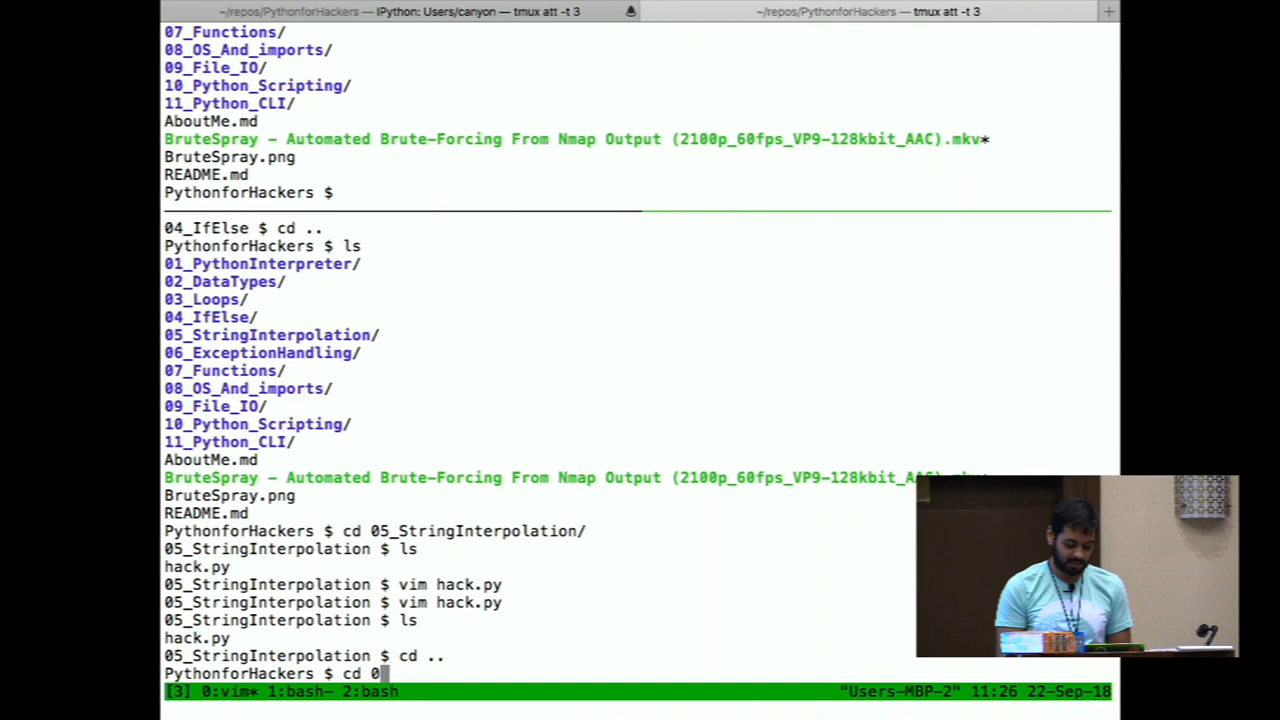 ~/repos/PythonforHackers — IPython: Users/canyon — tmux att -t 3
~/repos/PythonforHackers — tmux att -t 3
07_Functions/
08_OS_And_imports/
09_File_IO/
10_Python_Scripting/
11_Python_CLI/
AboutMe.md
BruteSpray – Automated Brute-Forcing From Nmap Output (2100p_60fps_VP9-128kbit_AAC).mkv*
BruteSpray.png
README.md
PythonforHackers $
04_IfElse $ cd ..
PythonforHackers $ ls
01_PythonInterpreter/
02_DataTypes/
03_Loops/
04_IfElse/
05_StringInterpolation/
06_ExceptionHandling/
07_Functions/
08_OS_And_imports/
09_File_IO/
10_Python_Scripting/
11_Python_CLI/
AboutMe.md
BruteSpray – Automated Brute-Forcing From Nmap Output (2100p_60fps_VP9-128kbit_
BruteSpray.png
README.md
PythonforHackers $ cd 05_StringInterpolation/
05_StringInterpolation $ ls
hack.py
05_StringInterpolation $ vim hack.py
05_StringInterpolation $ vim hack.py
05_StringInterpolation $ ls
hack.py
05_StringInterpolation $ cd ..
PythonforHackers $ cd 0
[3] 0:vim* 1:bash- 2:bash "Users-MBP-2" 11:26 22-Sep-18